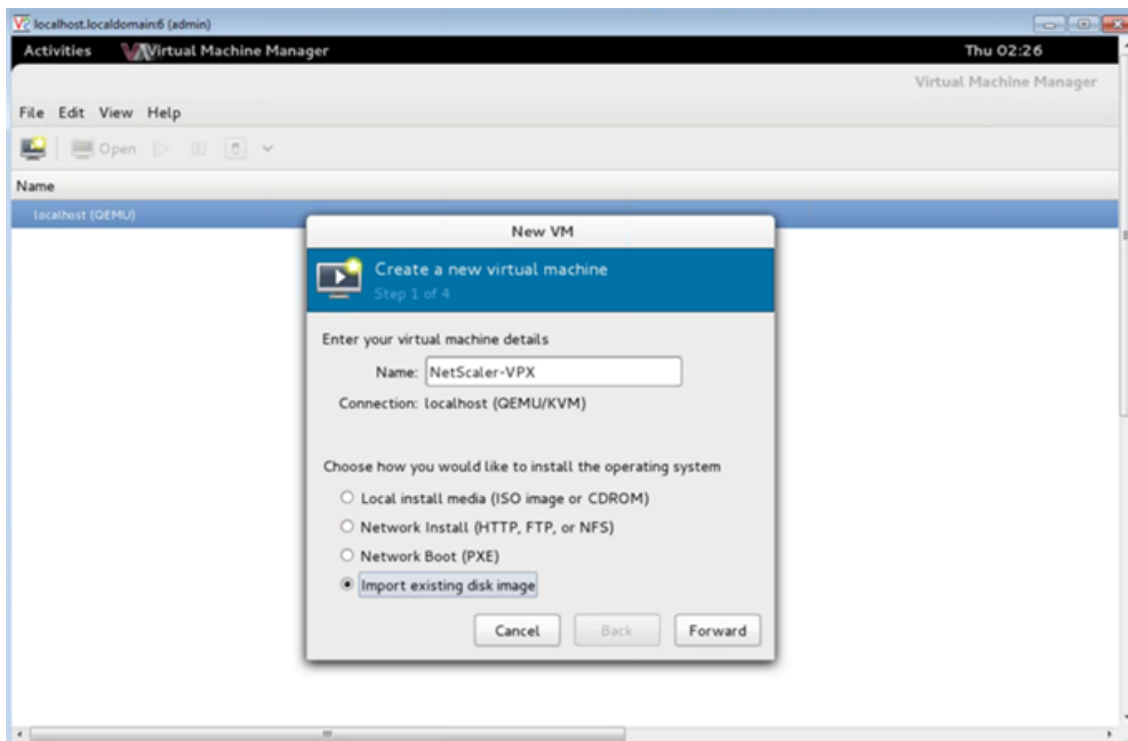 localhost.localdomain:6 (admin)
Activities Virtual Machine Manager Thu 02:26
Virtual Machine Manager
File Edit View Help
Open
Name
localhost (QEMU)
New VM
Create a new virtual machine
Step 1 of 4
Enter your virtual machine details
Name: NetScaler-VPX
Connection: localhost (QEMU/KVM)
Choose how you would like to install the operating system
Local install media (ISO image or CDROM)
Network Install (HTTP, FTP, or NFS)
Network Boot (PXE)
Import existing disk image
Cancel Back Forward